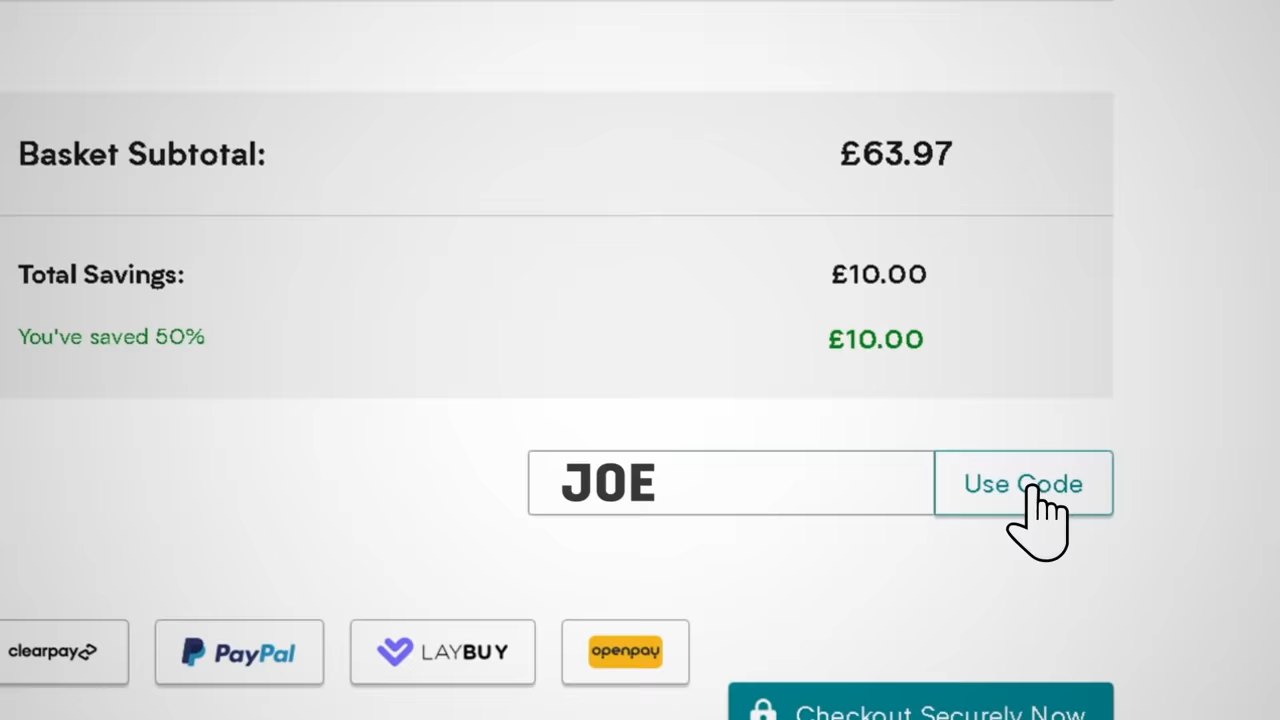 Basket Subtotal: £63.97
Total Savings: £10.00
You've saved 50% £10.00
JOE Use Code
clearpay PayPal LAYBUY openpay
Checkout Securely Now